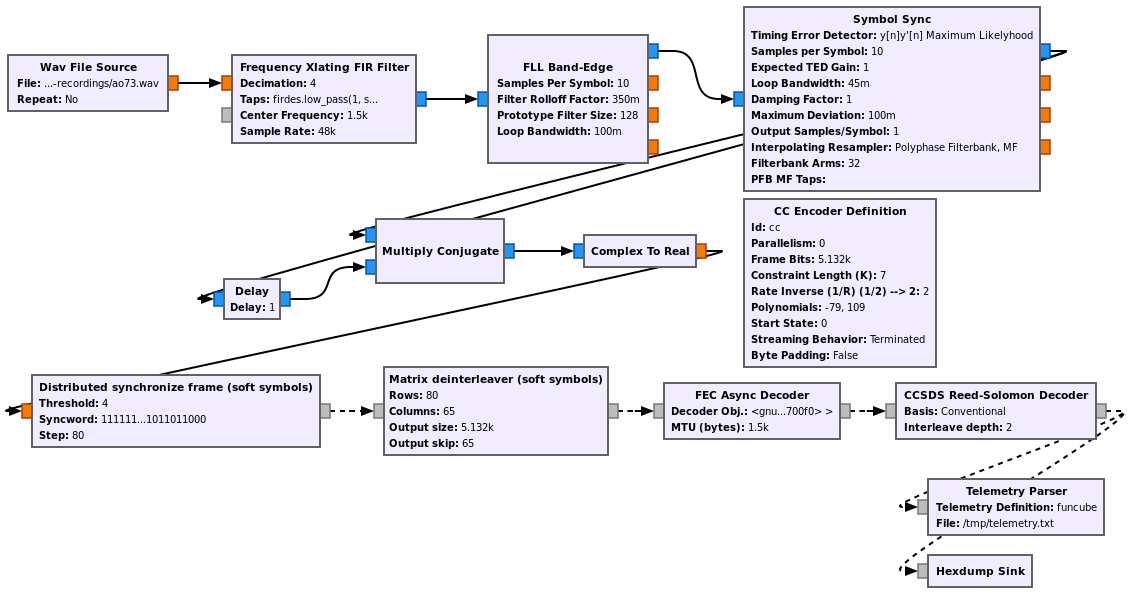 Wav File Source
File: ...-recordings/ao73.wav
Repeat: No
Frequency Xlating FIR Filter
Decimation: 4
Taps: firdes.low_pass(1, s...
Center Frequency: 1.5k
Sample Rate: 48k
FLL Band-Edge
Samples Per Symbol: 10
Filter Rolloff Factor: 350m
Prototype Filter Size: 128
Loop Bandwidth: 100m
Symbol Sync
Timing Error Detector: y[n]y'[n] Maximum Likelyhood
Samples per Symbol: 10
Expected TED Gain: 1
Loop Bandwidth: 45m
Damping Factor: 1
Maximum Deviation: 100m
Output Samples/Symbol: 1
Interpolating Resampler: Polyphase Filterbank, MF
Filterbank Arms: 32
PFB MF Taps:
Multiply Conjugate
Complex To Real
Delay
Delay: 1
CC Encoder Definition
Id: cc
Parallelism: 0
Frame Bits: 5.132k
Constraint Length (K): 7
Rate Inverse (1/R) (1/2) --> 2: 2
Polynomials: -79, 109
Start State: 0
Streaming Behavior: Terminated
Byte Padding: False
Distributed synchronize frame (soft symbols)
Threshold: 4
Syncword: 111111...1011011000
Step: 80
Matrix deinterleaver (soft symbols)
Rows: 80
Columns: 65
Output size: 5.132k
Output skip: 65
FEC Async Decoder
Decoder Obj.: <gnu...700f0> >
MTU (bytes): 1.5k
CCSDS Reed-Solomon Decoder
Basis: Conventional
Interleave depth: 2
Telemetry Parser
Telemetry Definition: funcube
File: /tmp/telemetry.txt
Hexdump Sink